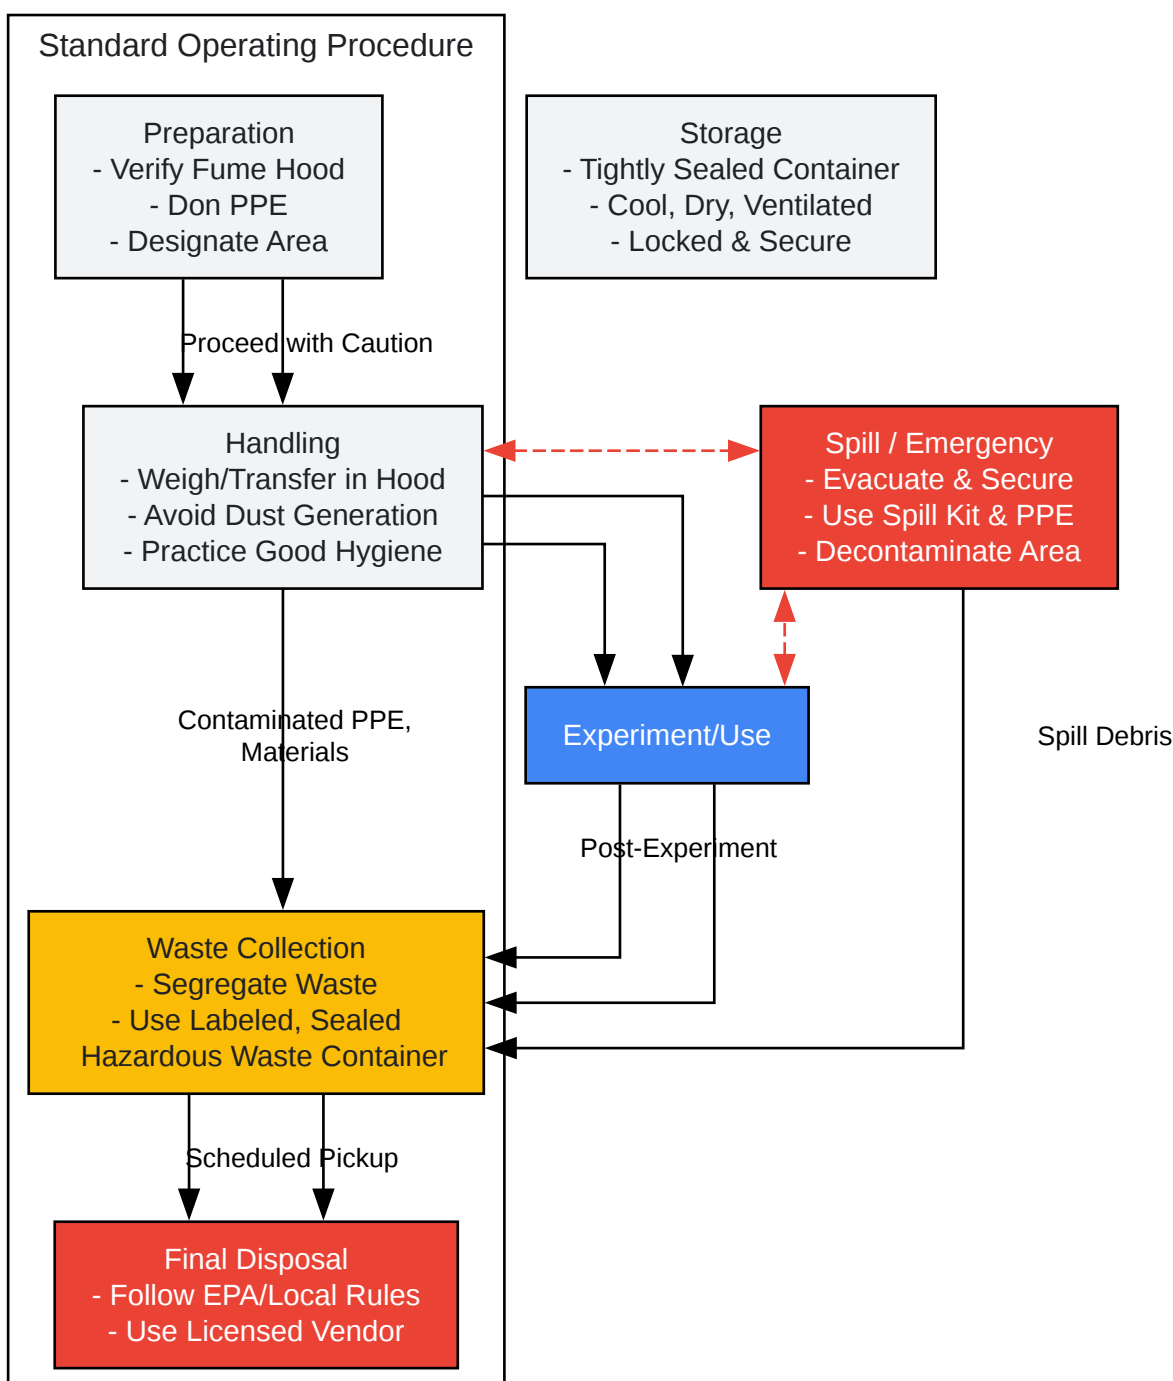 Standard Operating Procedure
Preparation
- Verify Fume Hood
- Don PPE
- Designate Area
Storage
- Tightly Sealed Container
- Cool, Dry, Ventilated
- Locked & Secure
Proceed with Caution
Handling
- Weigh/Transfer in Hood
- Avoid Dust Generation
- Practice Good Hygiene
Spill / Emergency
- Evacuate & Secure
- Use Spill Kit & PPE
- Decontaminate Area
Contaminated PPE,
Materials
Experiment/Use
Spill Debris
Post-Experiment
Waste Collection
- Segregate Waste
- Use Labeled, Sealed
Hazardous Waste Container
Scheduled Pickup
Final Disposal
- Follow EPA/Local Rules
- Use Licensed Vendor